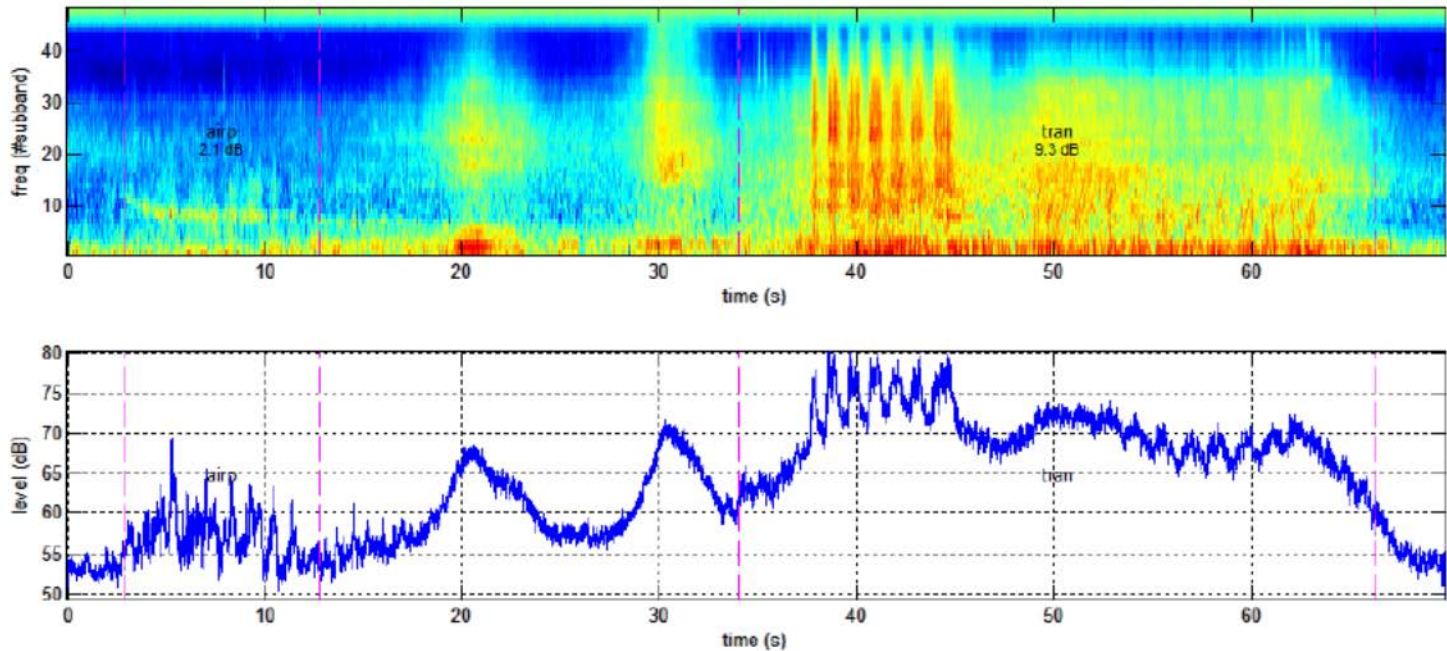 freq (#subband)
40
30
20
10
airp
2.1 dB
tran
9.3 dB
0 10 20 30 40 50 60
time (s)
level (dB)
80
75
70
65
60
55
50
airp
tran
0 10 20 30 40 50 60
time (s)